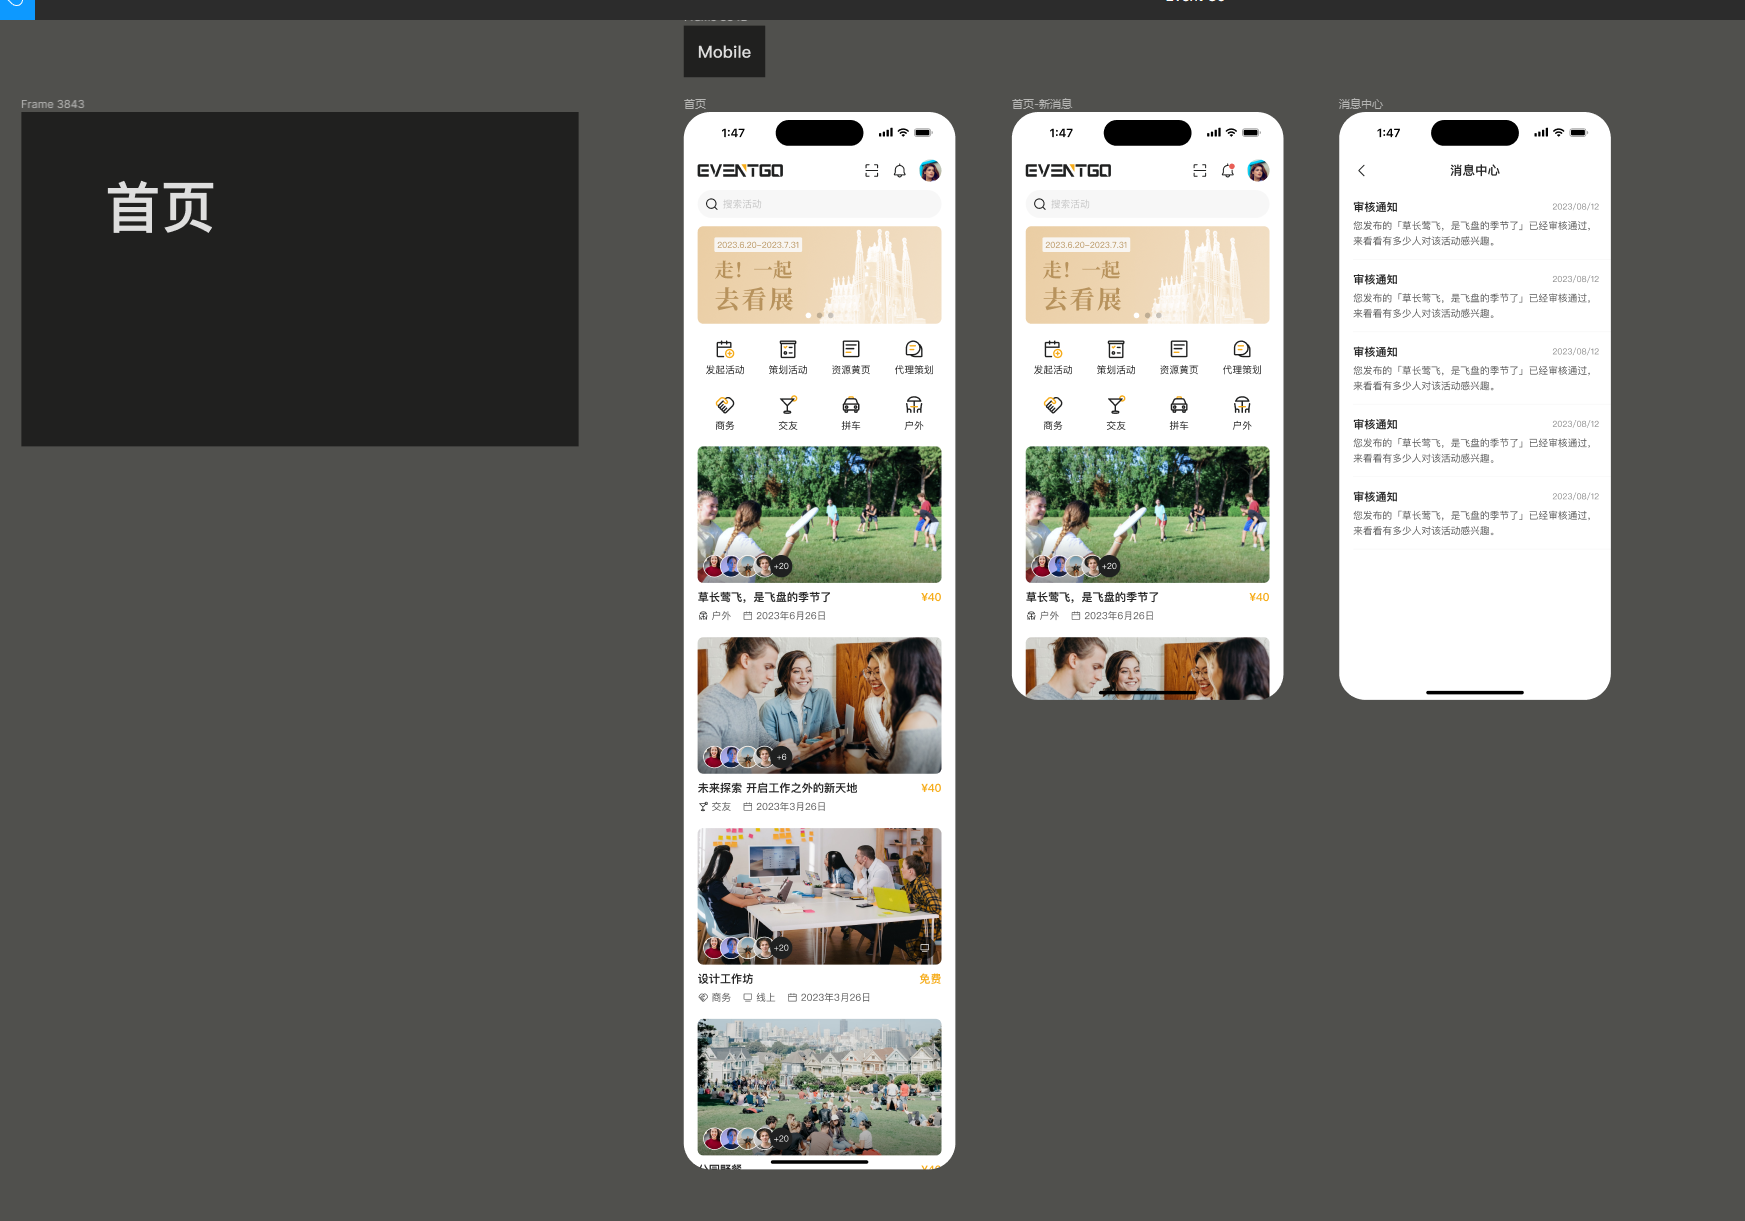 Mobile
Frame 3843
首页
首页
1:47
EVENTGO
搜索活动
2023.6.20~2023.7.31
走！一起
去看展
发起活动 策划活动 资源黄页 代理策划
商务 交友 拼车 户外
+20
草长莺飞，是飞盘的季节了 ¥40
户外 2023年6月26日
+6
未来探索 开启工作之外的新天地 ¥40
交友 2023年3月26日
+20
设计工作坊 免费
商务 线上 2023年3月26日
+20
首页-新消息
1:47
EVENTGO
搜索活动
2023.6.20~2023.7.31
走！一起
去看展
发起活动 策划活动 资源黄页 代理策划
商务 交友 拼车 户外
+20
草长莺飞，是飞盘的季节了 ¥40
户外 2023年6月26日
消息中心
1:47
消息中心
审核通知 2023/08/12
您发布的「草长莺飞，是飞盘的季节了」已经审核通过，
来看看有多少人对该活动感兴趣。
审核通知 2023/08/12
您发布的「草长莺飞，是飞盘的季节了」已经审核通过，
来看看有多少人对该活动感兴趣。
审核通知 2023/08/12
您发布的「草长莺飞，是飞盘的季节了」已经审核通过，
来看看有多少人对该活动感兴趣。
审核通知 2023/08/12
您发布的「草长莺飞，是飞盘的季节了」已经审核通过，
来看看有多少人对该活动感兴趣。
审核通知 2023/08/12
您发布的「草长莺飞，是飞盘的季节了」已经审核通过，
来看看有多少人对该活动感兴趣。